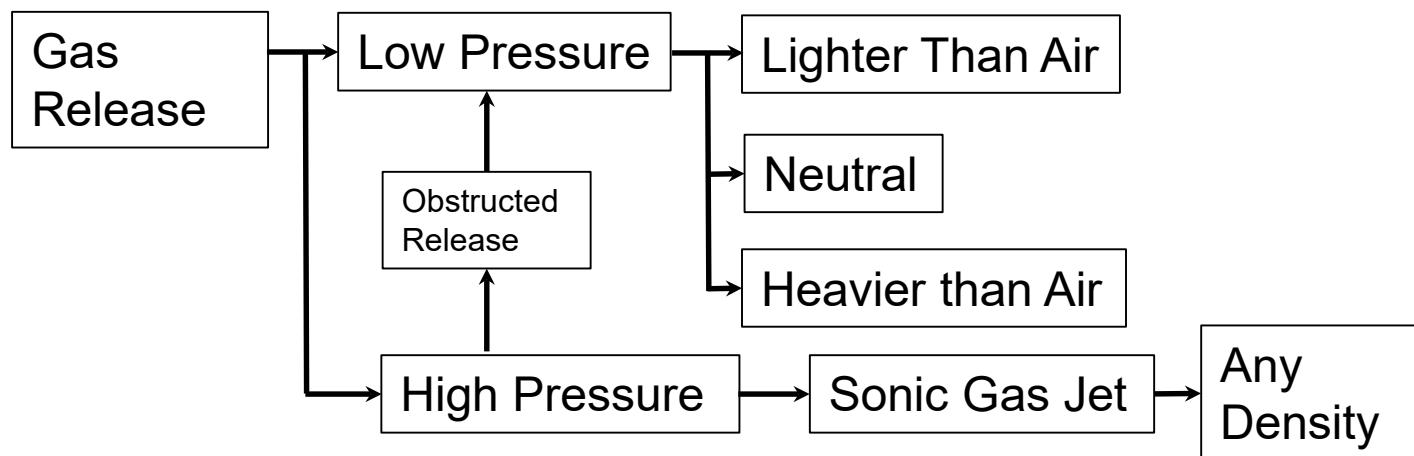 Gas
Release
Low Pressure
Lighter Than Air
Neutral
Obstructed
Release
Heavier than Air
High Pressure
Sonic Gas Jet
Any
Density